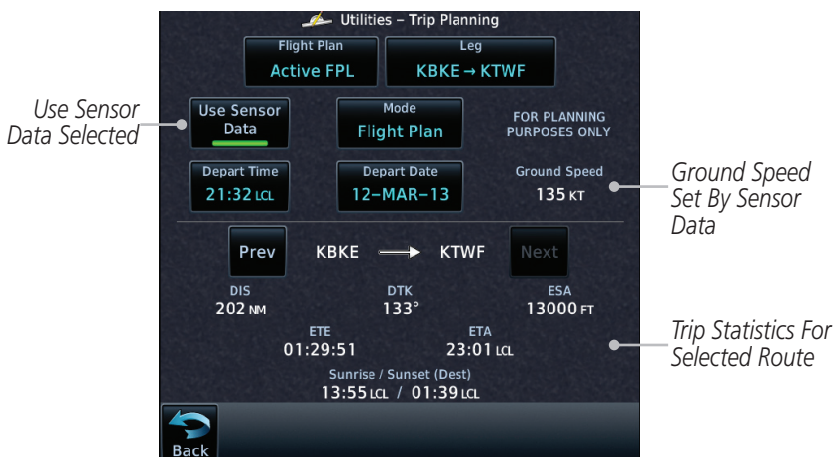 Utilities – Trip Planning
Flight Plan
Active FPL
Leg
KBKE → KTWF
Use Sensor
Data Selected
Use Sensor
Data
Mode
Flight Plan
FOR PLANNING
PURPOSES ONLY
Depart Time
21:32 LCL
Depart Date
12–MAR–13
Ground Speed
135 KT
Ground Speed
Set By Sensor
Data
Prev
KBKE → KTWF
Next
DIS
202 NM
DTK
133°
ESA
13000 FT
ETE
01:29:51
ETA
23:01 LCL
Trip Statistics For
Selected Route
Sunrise / Sunset (Dest)
13:55 LCL / 01:39 LCL
Back